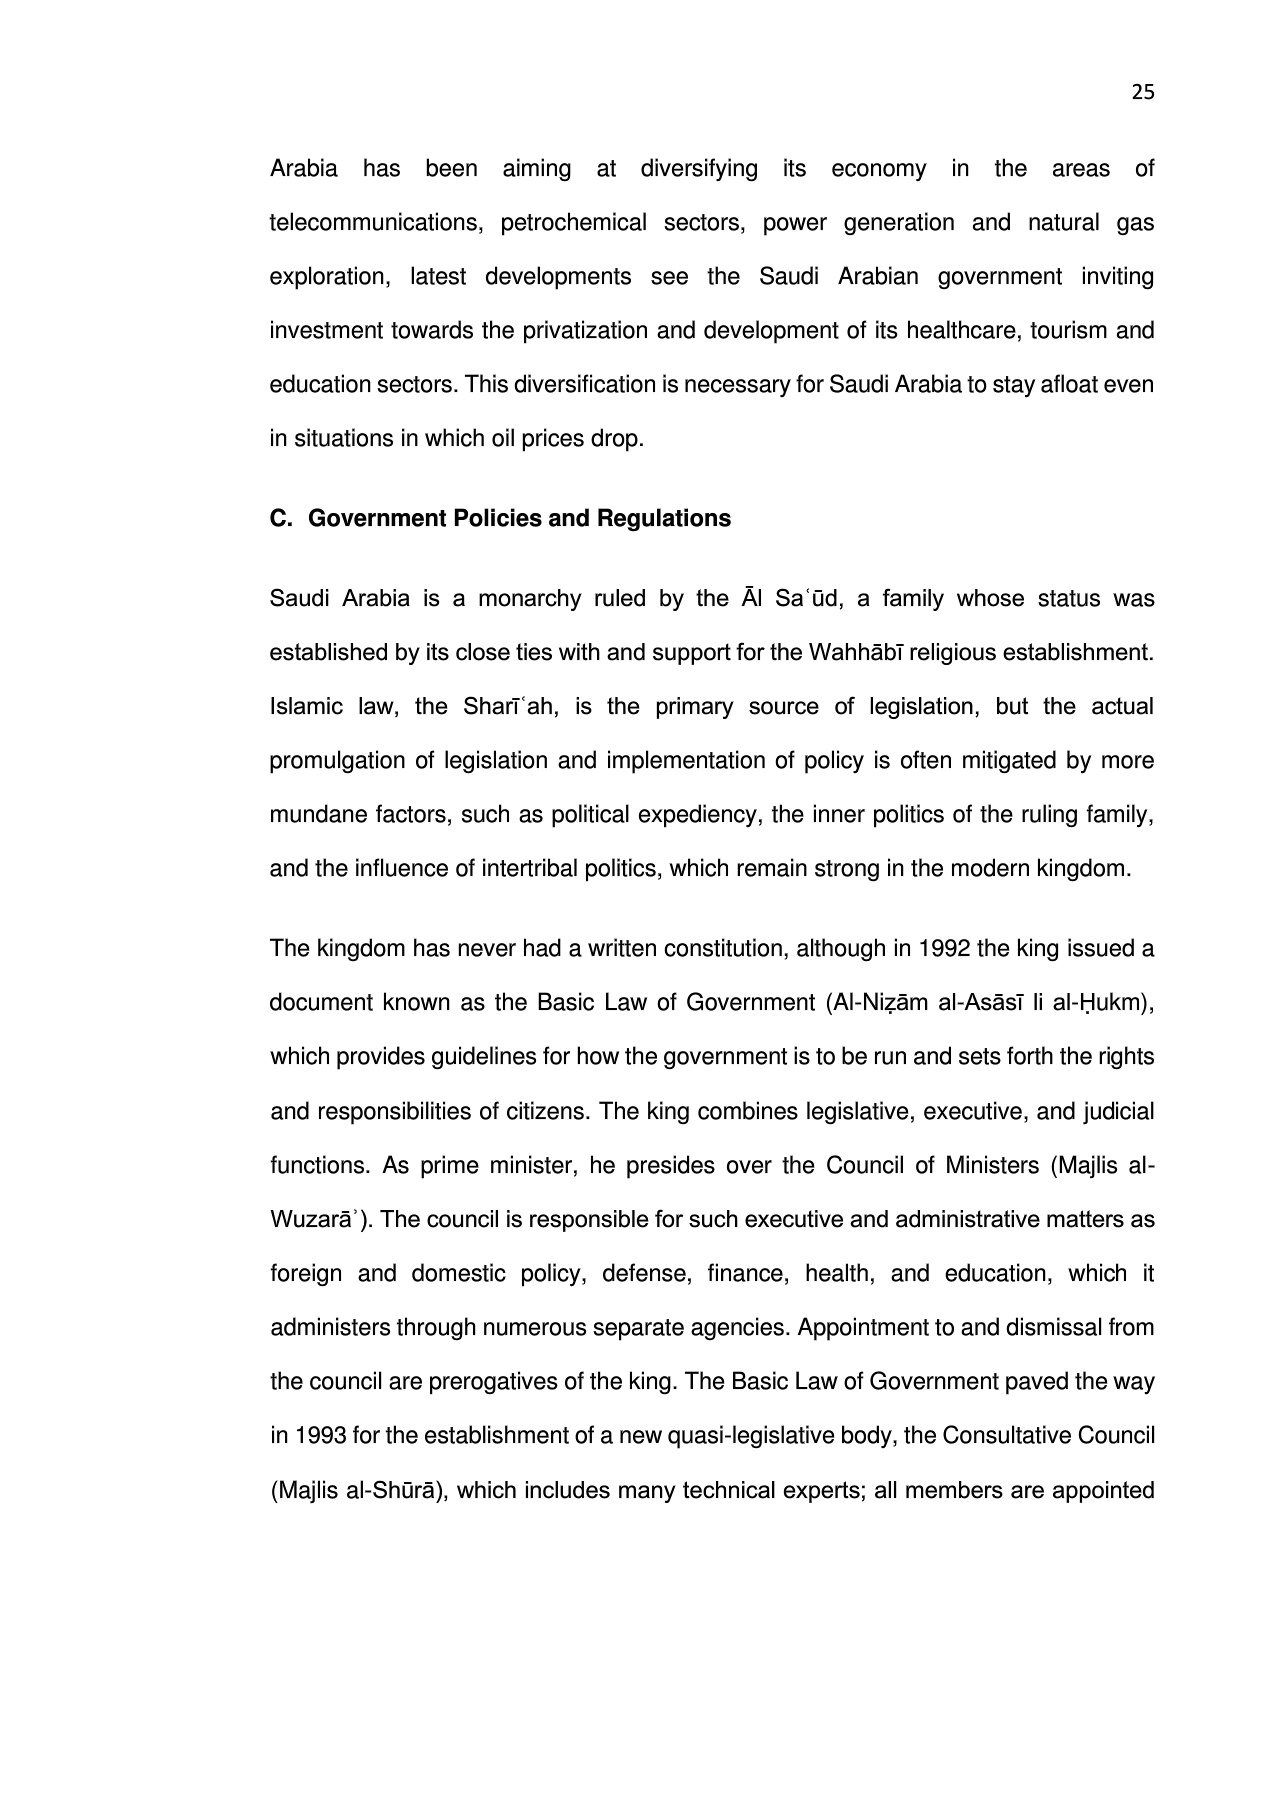 25
Arabia has been aiming at diversifying its economy in the areas of
telecommunications, petrochemical sectors, power generation and natural gas
exploration, latest developments see the Saudi Arabian government inviting
investment towards the privatization and development of its healthcare, tourism and
education sectors. This diversification is necessary for Saudi Arabia to stay afloat even
in situations in which oil prices drop.
C. Government Policies and Regulations
Saudi Arabia is a monarchy ruled by the Āl Saʿūd, a family whose status was
established by its close ties with and support for the Wahhābī religious establishment.
Islamic law, the Sharīʿah, is the primary source of legislation, but the actual
promulgation of legislation and implementation of policy is often mitigated by more
mundane factors, such as political expediency, the inner politics of the ruling family,
and the influence of intertribal politics, which remain strong in the modern kingdom.
The kingdom has never had a written constitution, although in 1992 the king issued a
document known as the Basic Law of Government (Al-Niẓām al-Asāsī li al-Ḥukm),
which provides guidelines for how the government is to be run and sets forth the rights
and responsibilities of citizens. The king combines legislative, executive, and judicial
functions. As prime minister, he presides over the Council of Ministers (Majlis al-
Wuzarāʾ). The council is responsible for such executive and administrative matters as
foreign and domestic policy, defense, finance, health, and education, which it
administers through numerous separate agencies. Appointment to and dismissal from
the council are prerogatives of the king. The Basic Law of Government paved the way
in 1993 for the establishment of a new quasi-legislative body, the Consultative Council
(Majlis al-Shūrā), which includes many technical experts; all members are appointed